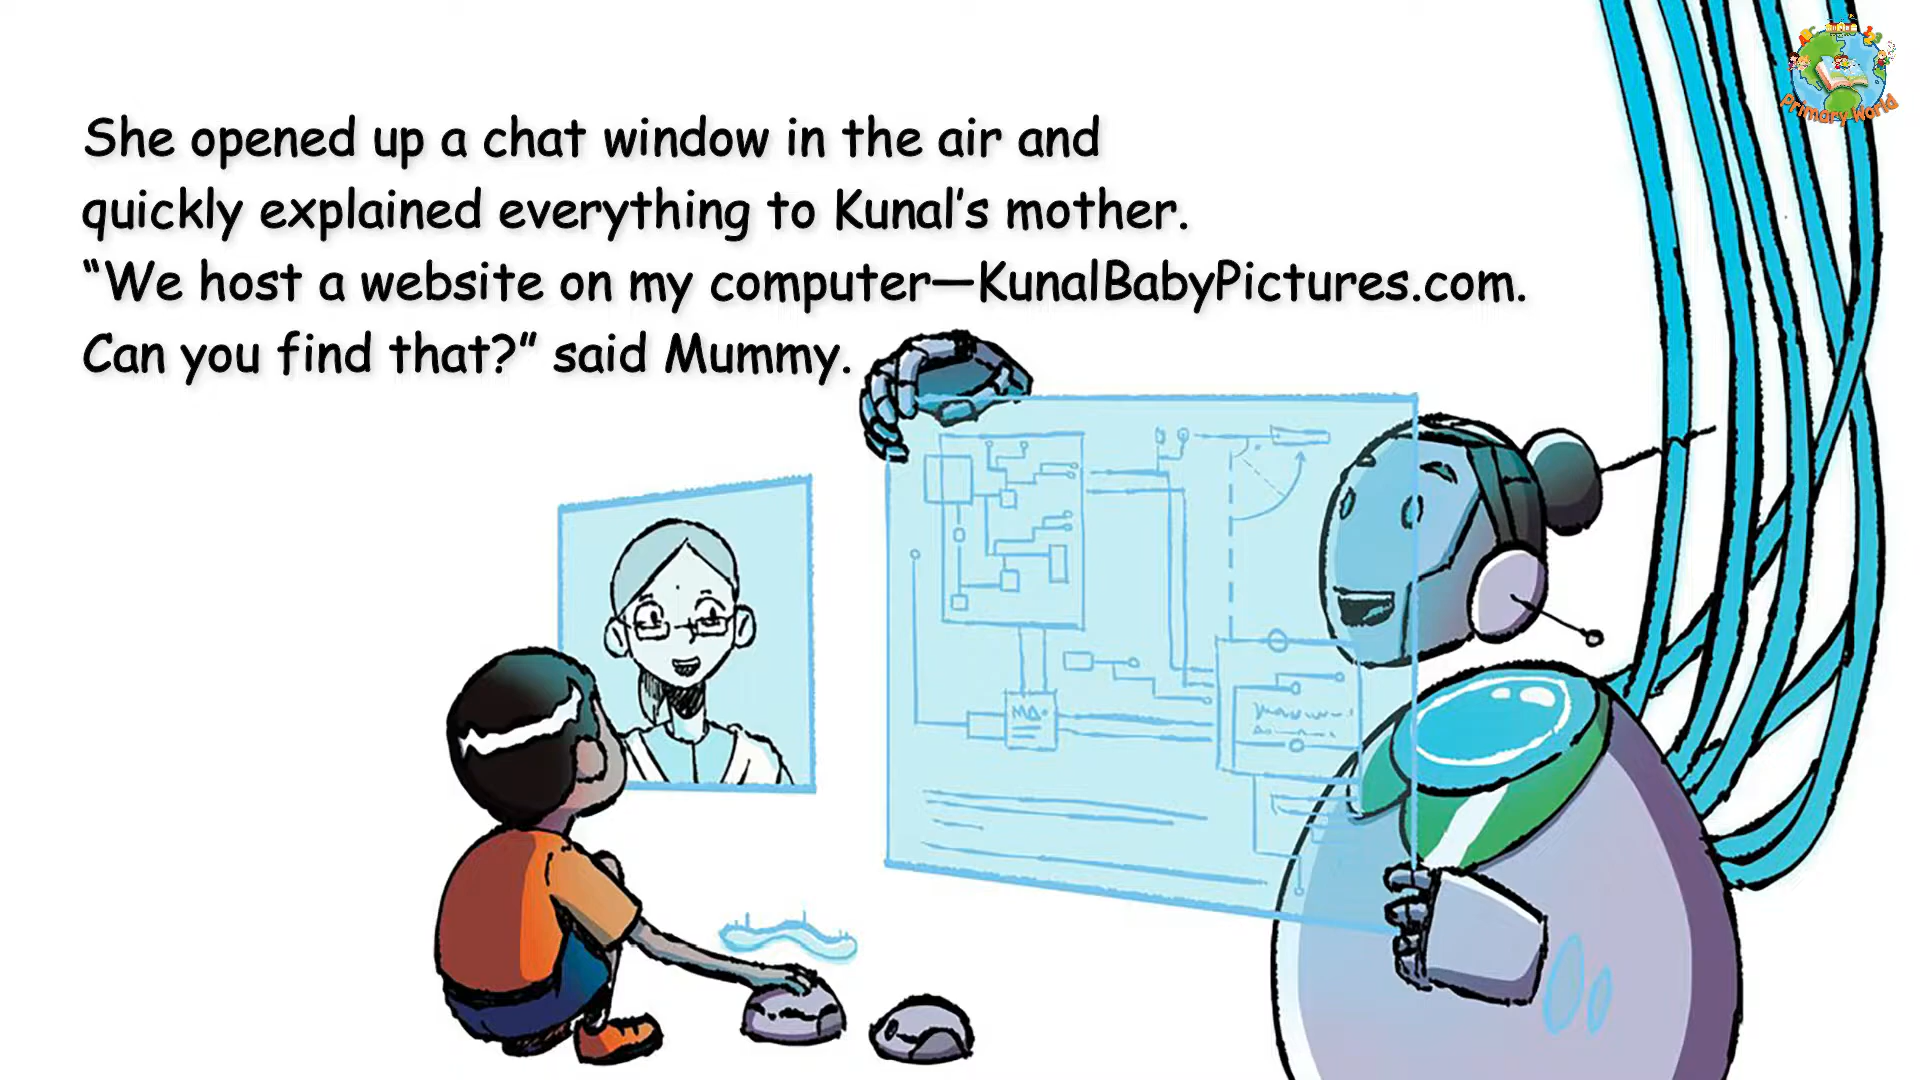 She opened up a chat window in the air and
quickly explained everything to Kunal’s mother.
“We host a website on my computer—KunalBabyPictures.com.
Can you find that?” said Mummy.
Primary World